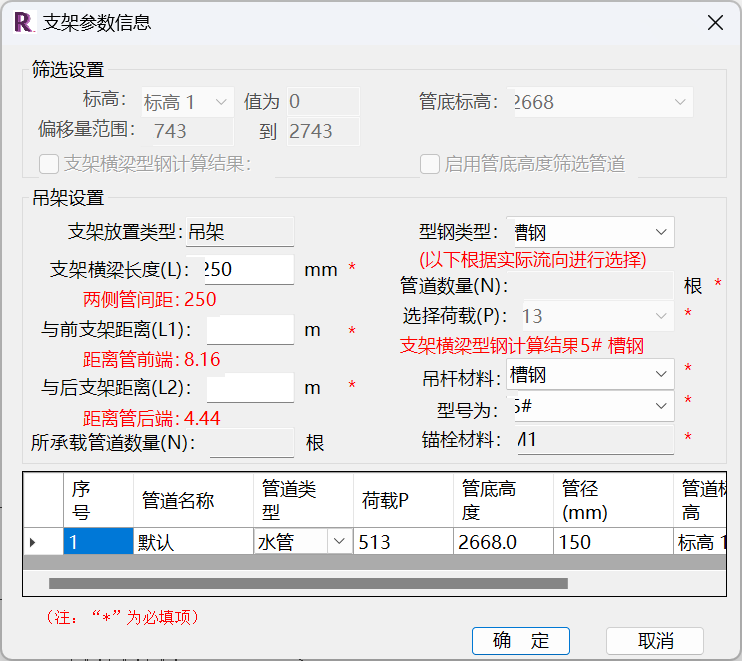 支架参数信息
筛选设置
标高: 标高 1 值为 0 管底标高: 2668
偏移量范围: 743 到 2743
支架横梁型钢计算结果: 启用管底高度筛选管道
吊架设置
支架放置类型: 吊架 型钢类型: 槽钢
(以下根据实际流向进行选择)
支架横梁长度(L): 250 mm * 管道数量(N): 根 *
两侧管间距: 250
与前支架距离(L1): m * 选择荷载(P): 13 *
距离管前端: 8.16 支架横梁型钢计算结果5# 槽钢
与后支架距离(L2): m * 吊杆材料: 槽钢 *
距离管后端: 4.44 型号为: 5# *
所承载管道数量(N): 根 锚栓材料: M1 *
序号 管道名称 管道类型 荷载P 管底高度 管径(mm) 管道标高
1 默认 水管 513 2668.0 150 标高 1
(注: “*”为必填项)
确 定 取消